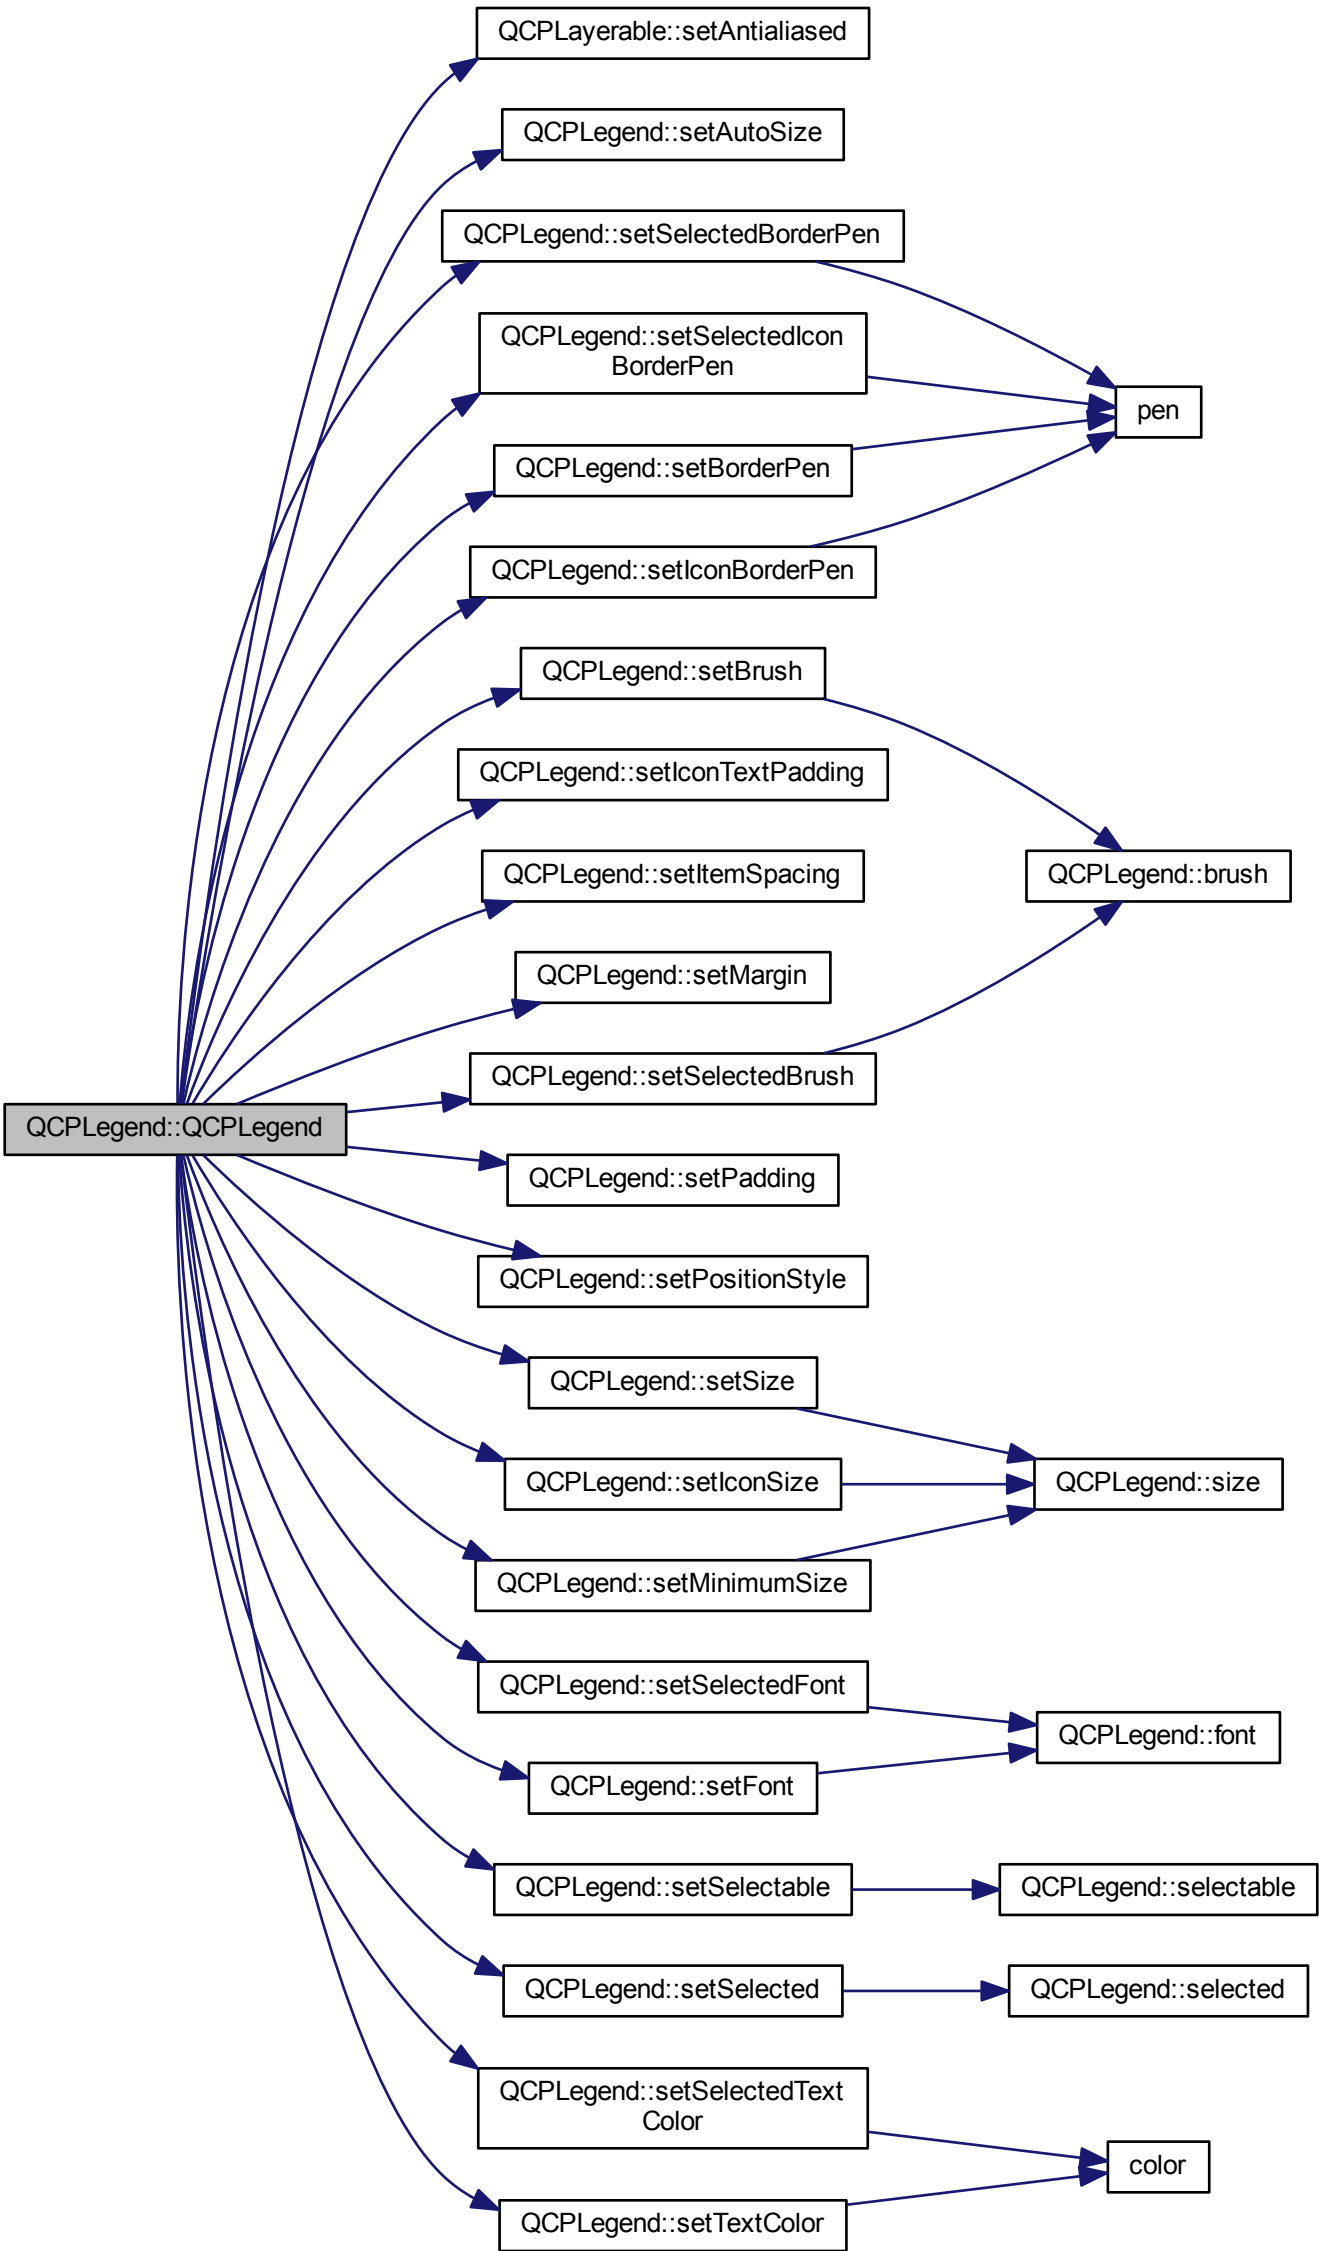 QCPLayerable::setAntialiased
QCPLegend::setAutoSize
QCPLegend::setSelectedBorderPen
QCPLegend::setSelectedIcon
BorderPen
pen
QCPLegend::setBorderPen
QCPLegend::setIconBorderPen
QCPLegend::setBrush
QCPLegend::setIconTextPadding
QCPLegend::setItemSpacing
QCPLegend::brush
QCPLegend::setMargin
QCPLegend::setSelectedBrush
QCPLegend::QCPLegend
QCPLegend::setPadding
QCPLegend::setPositionStyle
QCPLegend::setSize
QCPLegend::setIconSize
QCPLegend::size
QCPLegend::setMinimumSize
QCPLegend::setSelectedFont
QCPLegend::font
QCPLegend::setFont
QCPLegend::setSelectable
QCPLegend::selectable
QCPLegend::setSelected
QCPLegend::selected
QCPLegend::setSelectedText
Color
color
QCPLegend::setTextColor